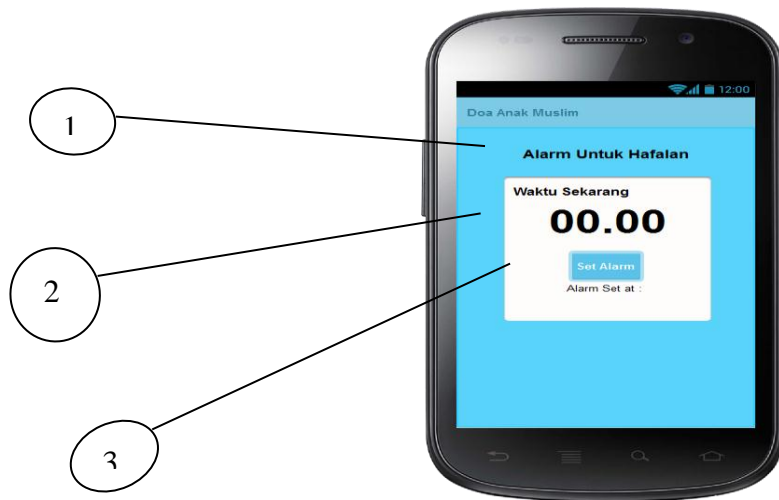 12:00
Doa Anak Muslim
1
Alarm Untuk Hafalan
Waktu Sekarang
00.00
2
Set Alarm
Alarm Set at :
3